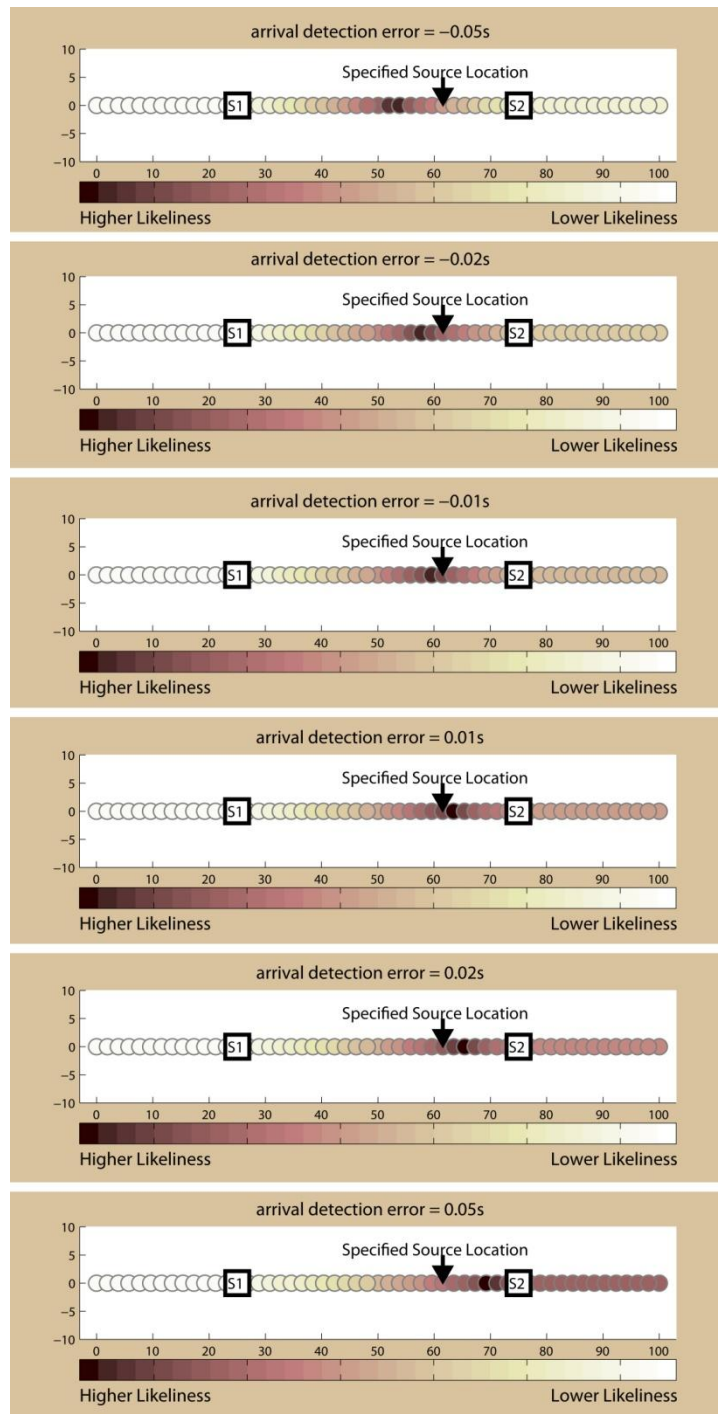 arrival detection error = −0.05s
10
Specified Source Location
5
0
S1
S2
−5
−10
0 10 20 30 40 50 60 70 80 90 100
Higher Likeliness Lower Likeliness
arrival detection error = −0.02s
10
Specified Source Location
5
0
S1
S2
−5
−10
0 10 20 30 40 50 60 70 80 90 100
Higher Likeliness Lower Likeliness
arrival detection error = −0.01s
10
Specified Source Location
5
0
S1
S2
−5
−10
0 10 20 30 40 50 60 70 80 90 100
Higher Likeliness Lower Likeliness
arrival detection error = 0.01s
10
Specified Source Location
5
0
S1
S2
−5
−10
0 10 20 30 40 50 60 70 80 90 100
Higher Likeliness Lower Likeliness
arrival detection error = 0.02s
10
Specified Source Location
5
0
S1
S2
−5
−10
0 10 20 30 40 50 60 70 80 90 100
Higher Likeliness Lower Likeliness
arrival detection error = 0.05s
10
Specified Source Location
5
0
S1
S2
−5
−10
0 10 20 30 40 50 60 70 80 90 100
Higher Likeliness Lower Likeliness